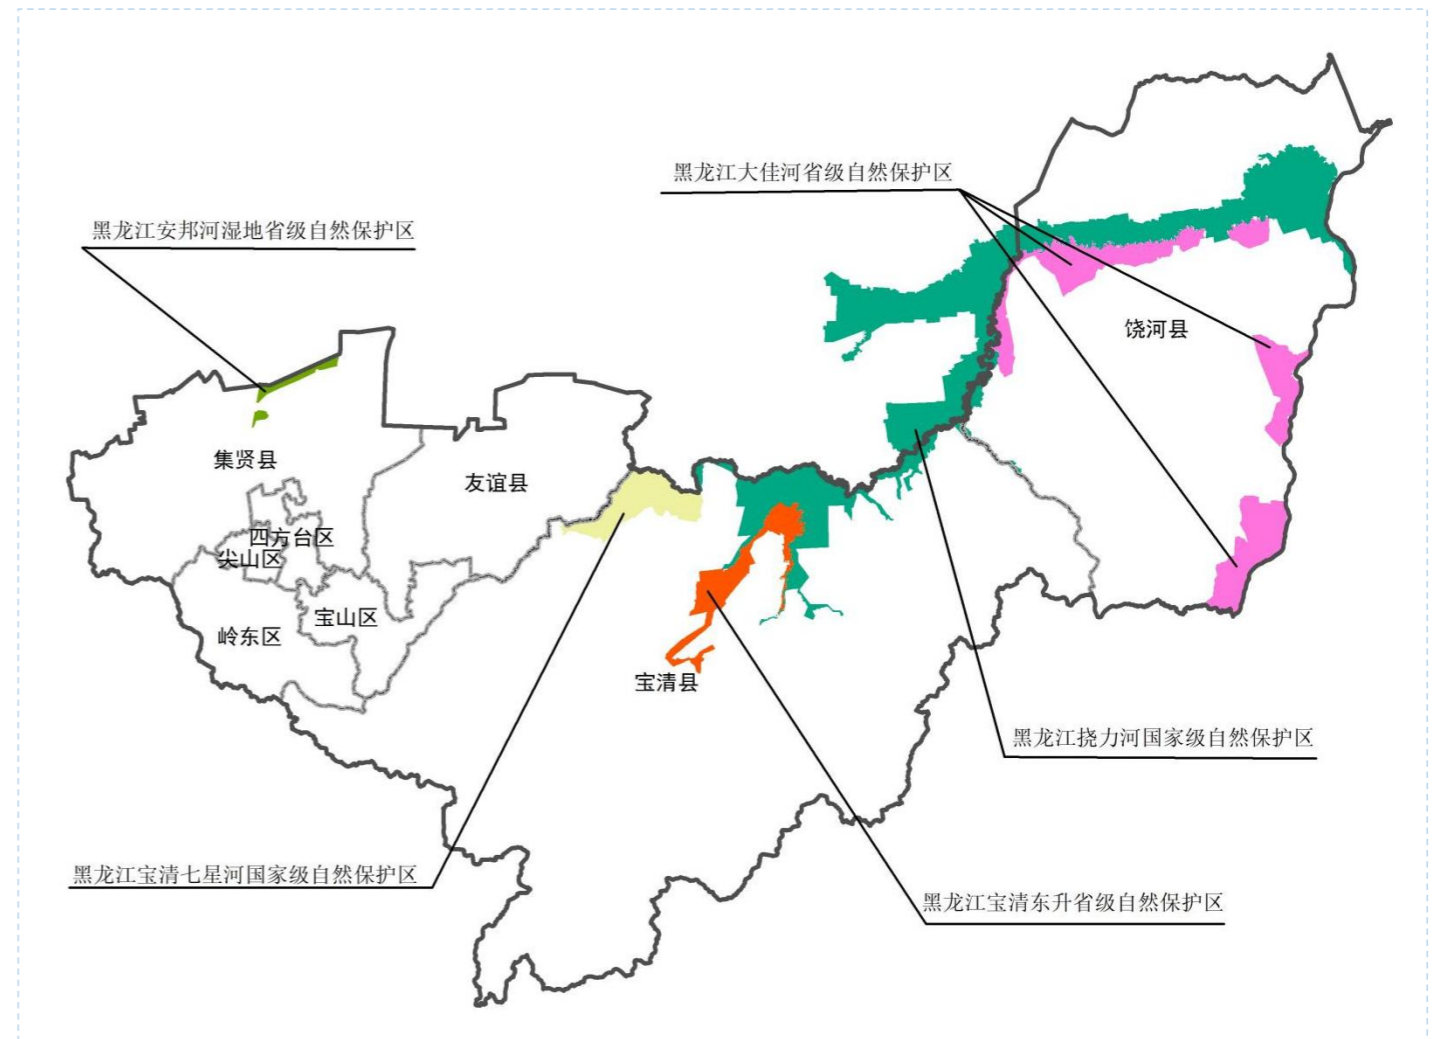 黑龙江大佳河省级自然保护区
黑龙江安邦河湿地省级自然保护区
饶河县
集贤县
友谊县
四方台区
尖山区
宝山区
岭东区
宝清县
黑龙江挠力河国家级自然保护区
黑龙江宝清七星河国家级自然保护区
黑龙江宝清东升省级自然保护区